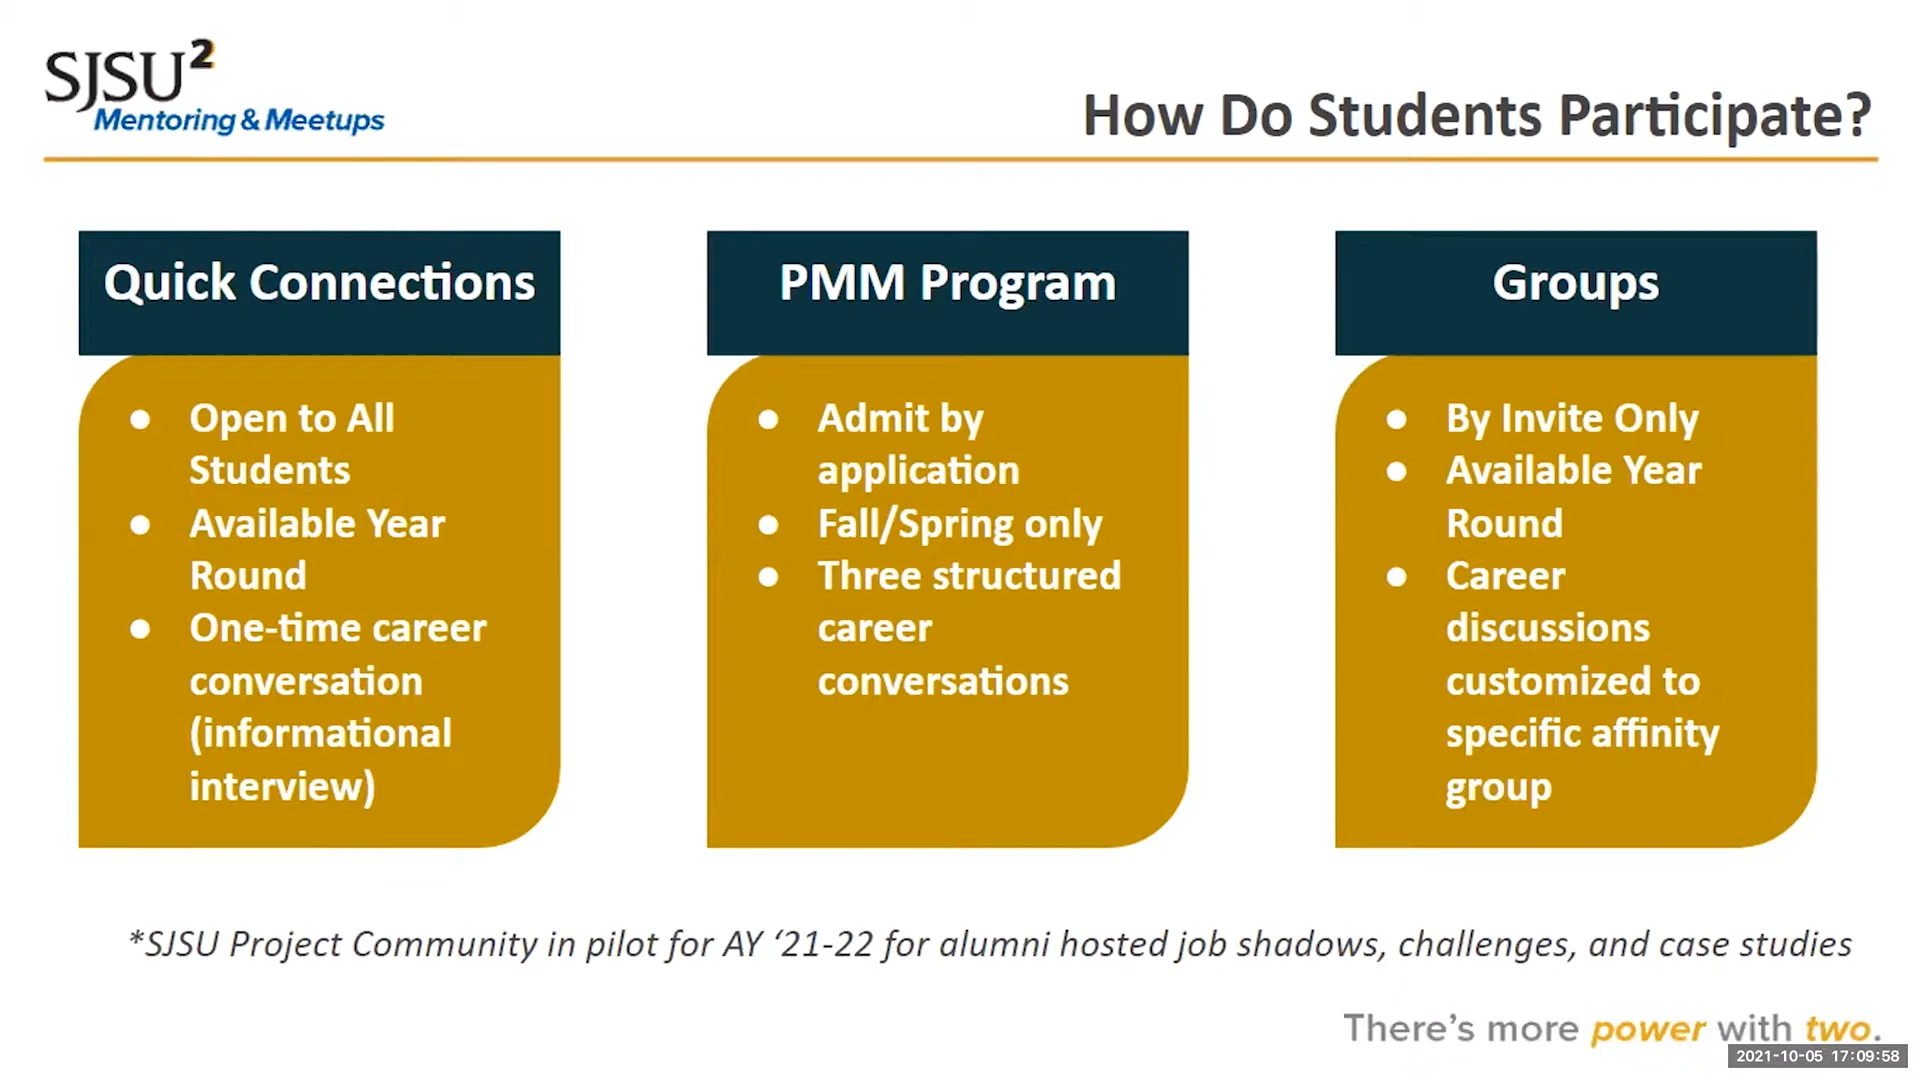 SJSU²
Mentoring & Meetups
How Do Students Participate?
Quick Connections
● Open to All
Students
● Available Year
Round
● One-time career
conversation
(informational
interview)
PMM Program
● Admit by
application
● Fall/Spring only
● Three structured
career
conversations
Groups
● By Invite Only
● Available Year
Round
● Career
discussions
customized to
specific affinity
group
*SJSU Project Community in pilot for AY ‘21-22 for alumni hosted job shadows, challenges, and case studies
There's more power with two.
2021-10-05 17:09:58